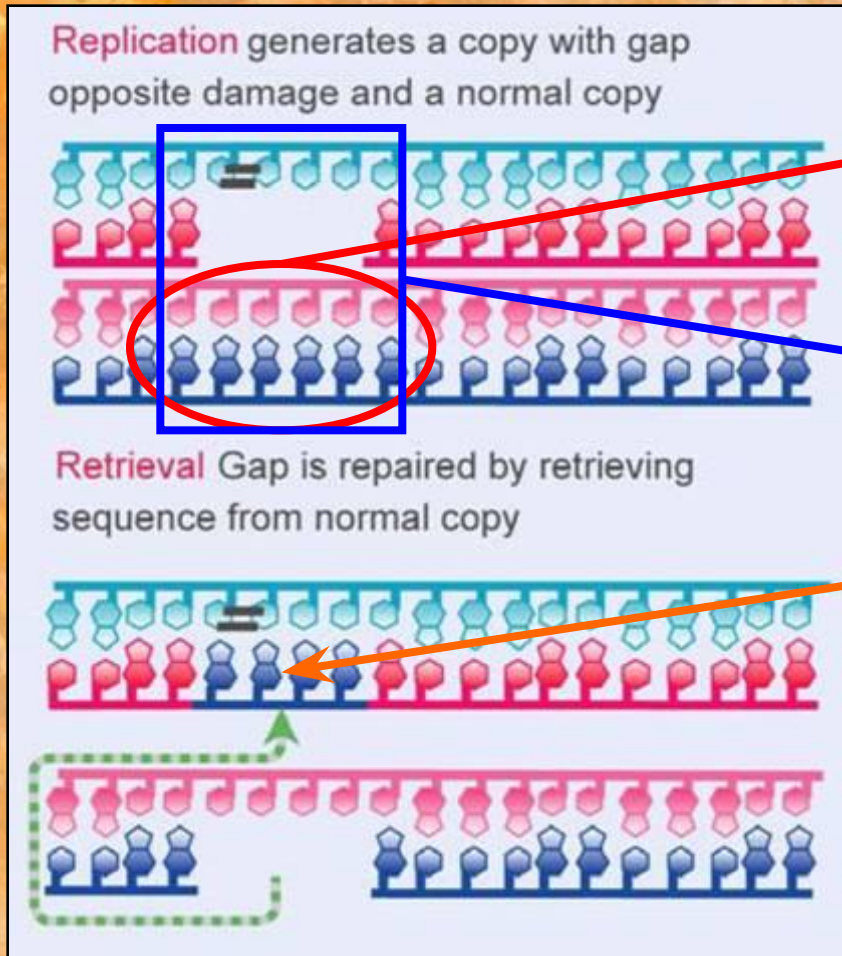 Replication generates a copy with gap
opposite damage and a normal copy
Retrieval Gap is repaired by retrieving
sequence from normal copy